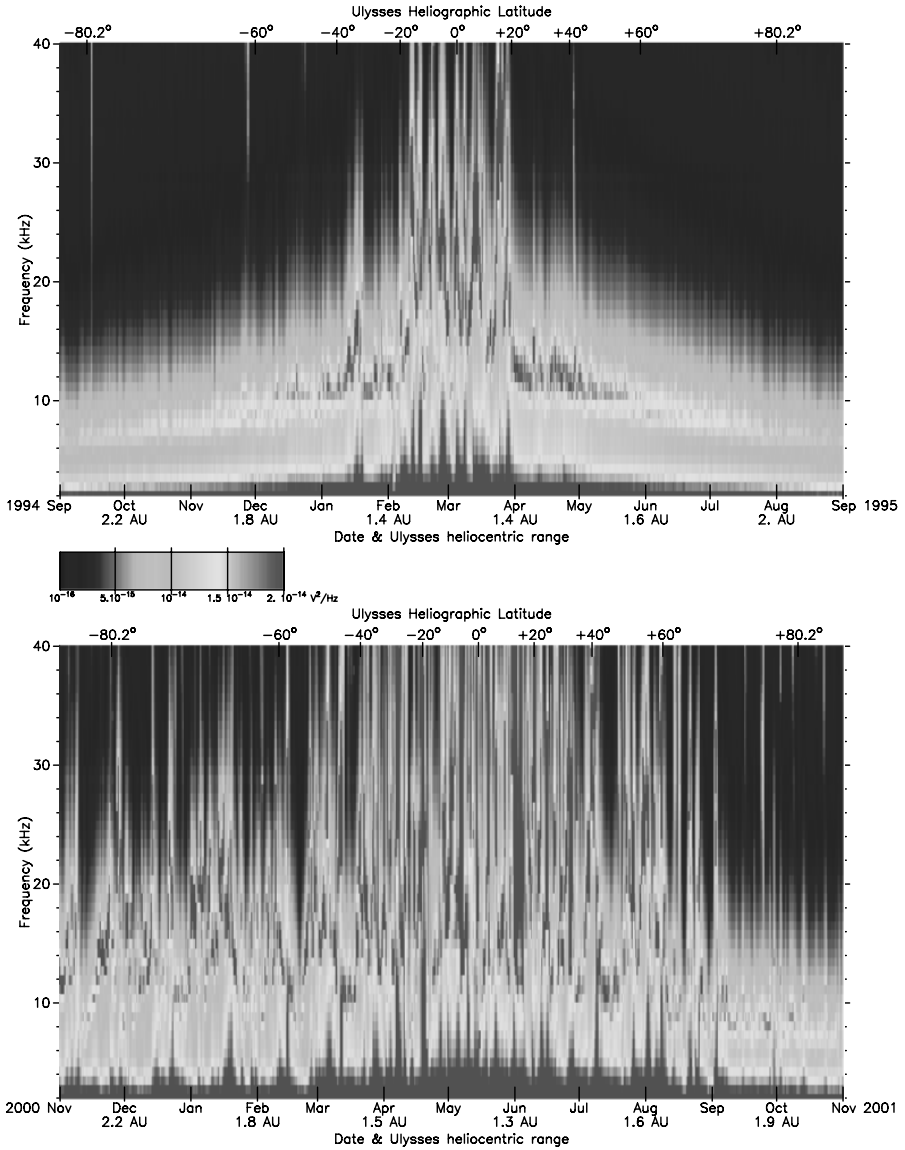 Ulysses Heliographic Latitude
−80.2° −60° −40° −20° 0° +20° +40° +60° +80.2°
40
30
20
10
Frequency (kHz)
1994 Sep Oct Nov Dec Jan Feb Mar Apr Apr Jun Jul Aug Sep 1995
2.2 AU 1.8 AU 1.4 AU 1.4 AU 1.6 AU 2. AU
Date & Ulysses heliocentric range
10⁻¹⁶ 5.10⁻¹⁵ 10⁻¹⁴ 1.5 10⁻¹⁴ 2. 10⁻¹⁴ V²/Hz
Ulysses Heliographic Latitude
−80.2° −60° −40° −20° 0° +20° +40° +60° +80.2°
40
30
20
10
Frequency (kHz)
2000 Nov Dec Jan Feb Mar Apr May Jun Jul Aug Sep Oct Nov 2001
2.2 AU 1.8 AU 1.5 AU 1.3 AU 1.6 AU 1.9 AU
Date & Ulysses heliocentric range